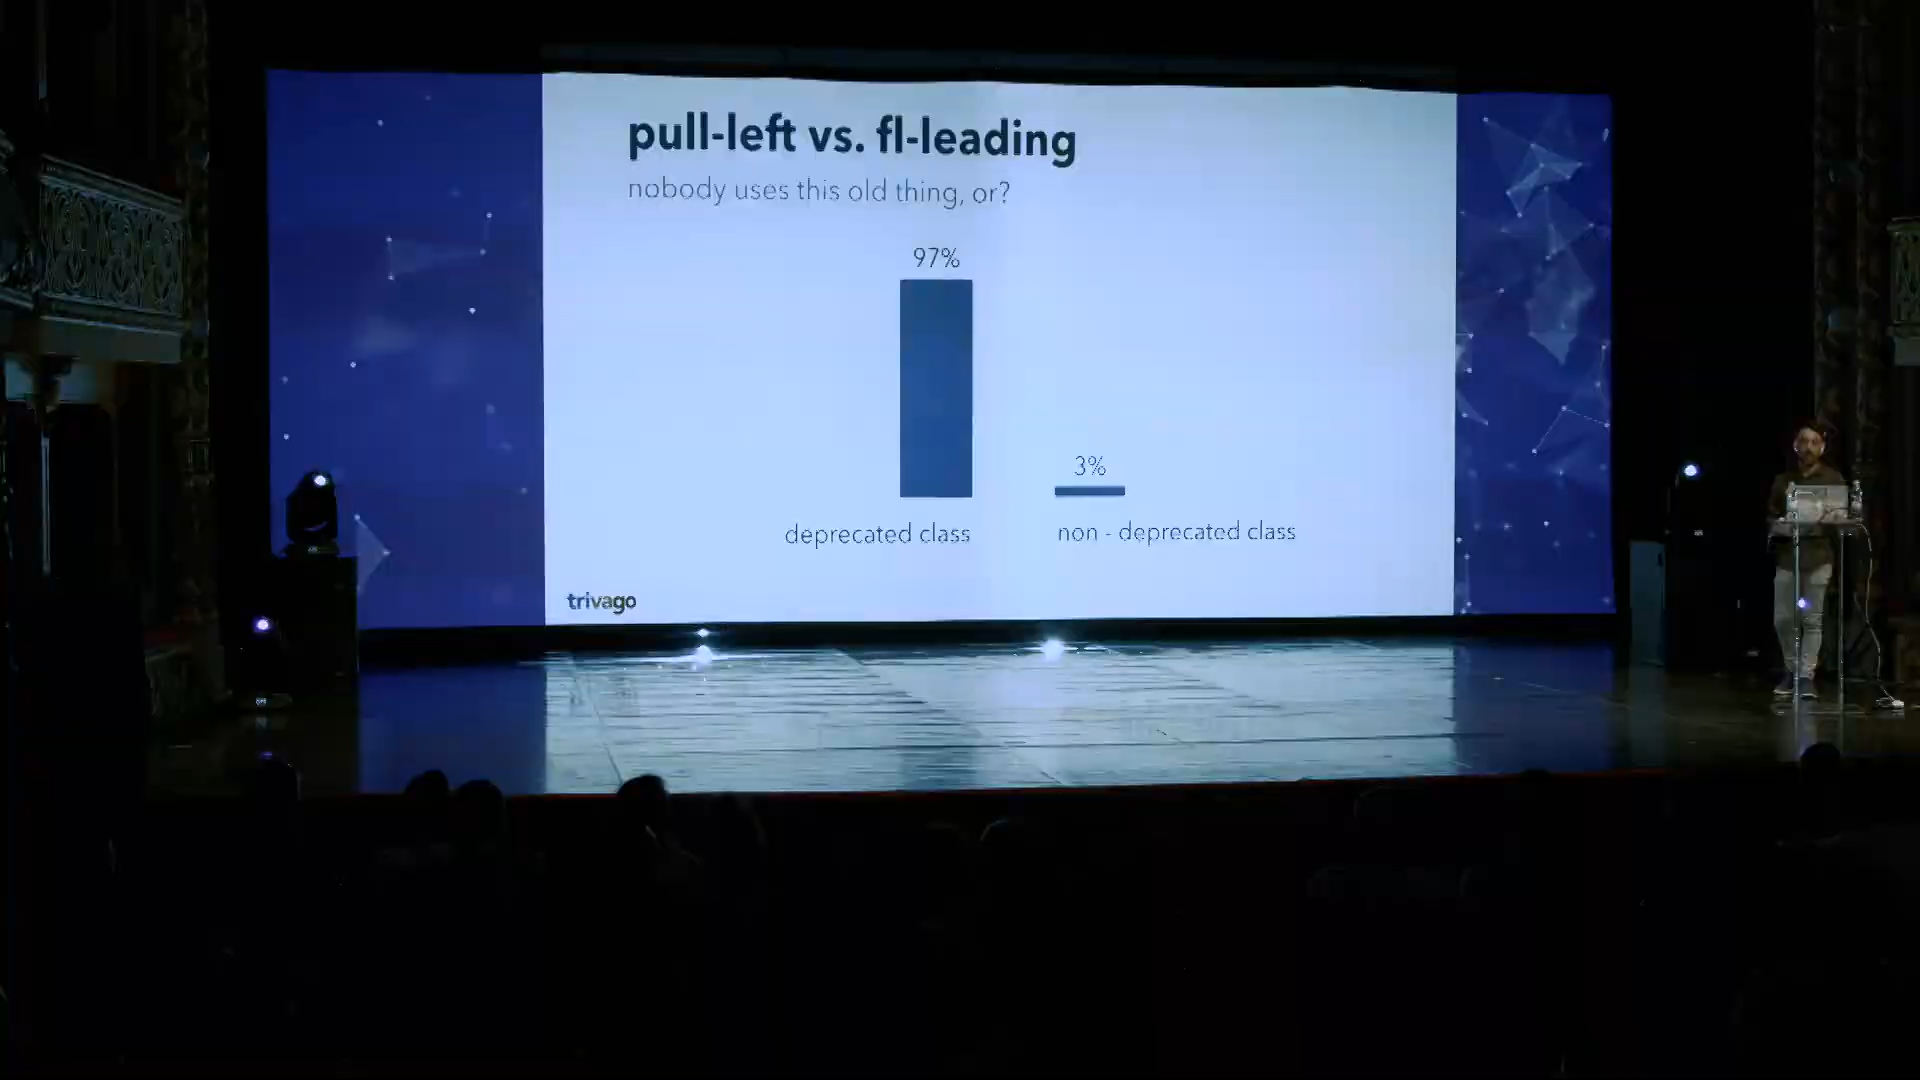 pull-left vs. fl-leading
nobody uses this old thing, or?
97%
3%
deprecated class
non - deprecated class
trivago